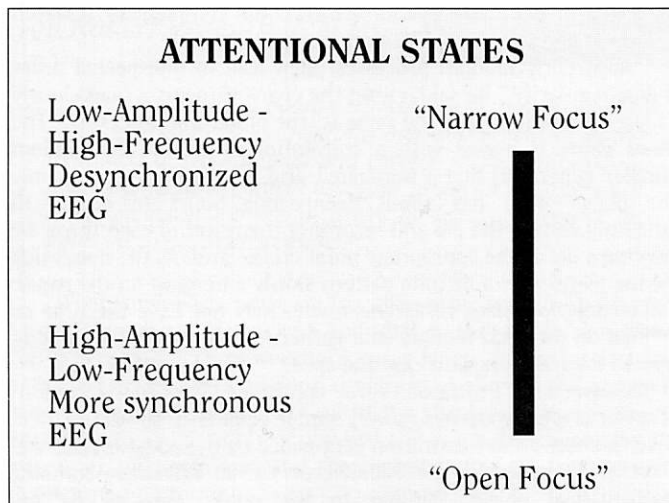 ATTENTIONAL STATES
Low-Amplitude -
High-Frequency
Desynchronized
EEG
"Narrow Focus"
High-Amplitude -
Low-Frequency
More synchronous
EEG
"Open Focus"